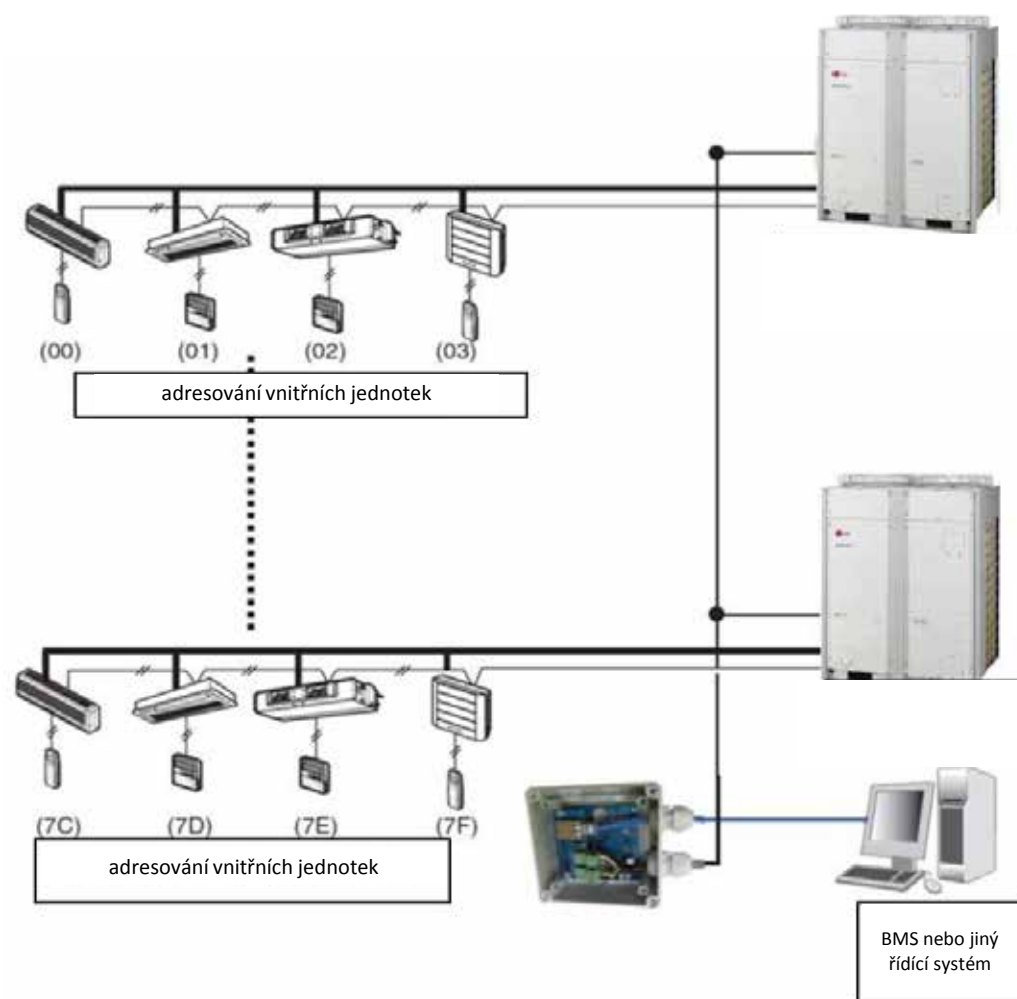 (00) (01) (02) (03)
adresování vnitřních jednotek
(7C) (7D) (7E) (7F)
adresování vnitřních jednotek
BMS nebo jiný
řídící systém